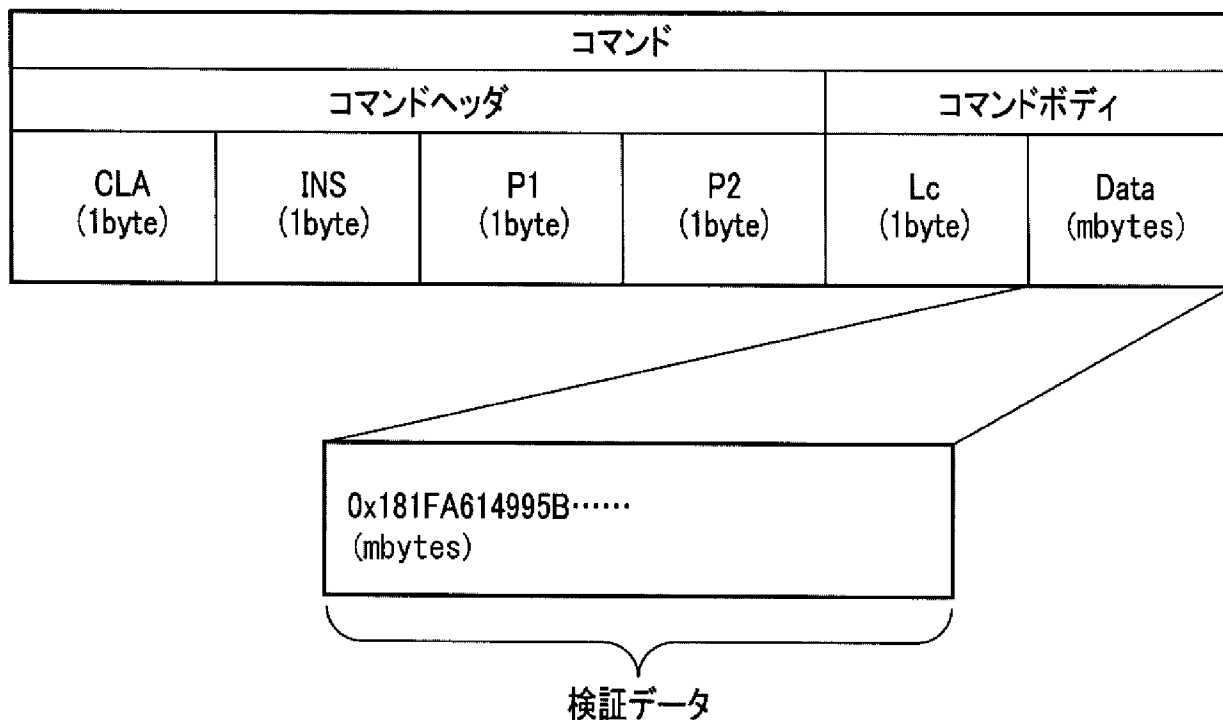 コマンド
コマンドヘッダ コマンドボディ
CLA INS P1 P2 Lc Data
(1byte) (1byte) (1byte) (1byte) (1byte) (mbytes)
0x181FA614995B……
(mbytes)
検証データ